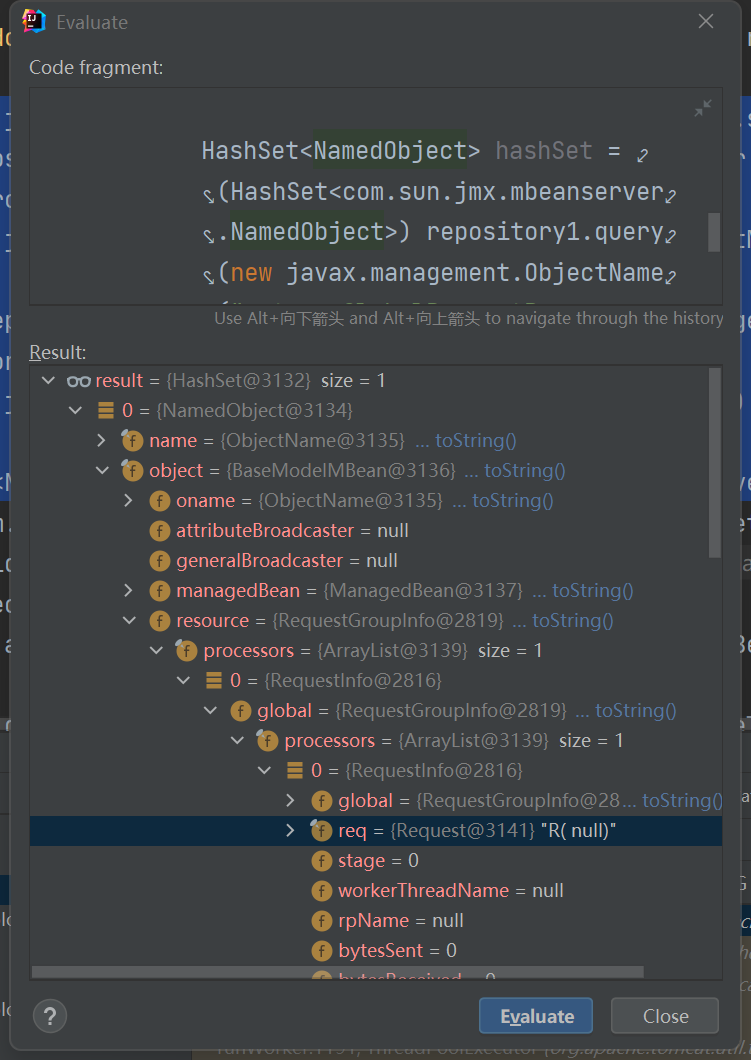 Evaluate
Code fragment:
HashSet<NamedObject> hashSet =
(HashSet<com.sun.jmx.mbeanserver
.NamedObject>) repository1.query
(new javax.management.ObjectName
Use Alt+向下箭头 and Alt+向上箭头 to navigate through the history
Result:
result = {HashSet@3132} size = 1
0 = {NamedObject@3134}
name = {ObjectName@3135} ... toString()
object = {BaseModelMBean@3136} ... toString()
oname = {ObjectName@3135} ... toString()
attributeBroadcaster = null
generalBroadcaster = null
managedBean = {ManagedBean@3137} ... toString()
resource = {RequestGroupInfo@2819} ... toString()
processors = {ArrayList@3139} size = 1
0 = {RequestInfo@2816}
global = {RequestGroupInfo@2819} ... toString()
processors = {ArrayList@3139} size = 1
0 = {RequestInfo@2816}
global = {RequestGroupInfo@28... toString()
req = {Request@3141} "R( null)"
stage = 0
workerThreadName = null
rpName = null
bytesSent = 0
bytesReceived = 0
? Evaluate Close